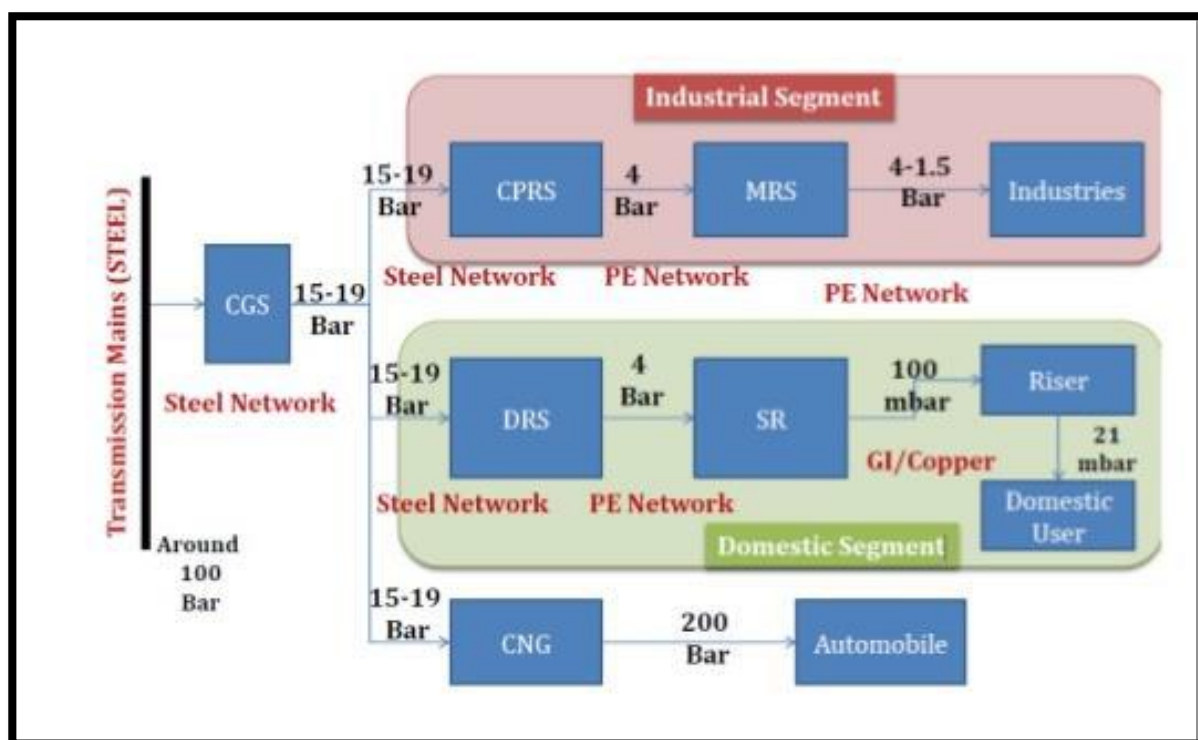 Industrial Segment
15-19
Bar
CPRS
4
Bar
MRS
4-1.5
Bar
Industries
Steel Network
PE Network
PE Network
Transmission Mains (STEEL)
CGS
15-19
Bar
Steel Network
Around
100
Bar
15-19
Bar
DRS
4
Bar
SR
100
mbar
Riser
21
mbar
GI/Copper
Domestic
User
Steel Network
PE Network
Domestic Segment
15-19
Bar
CNG
200
Bar
Automobile